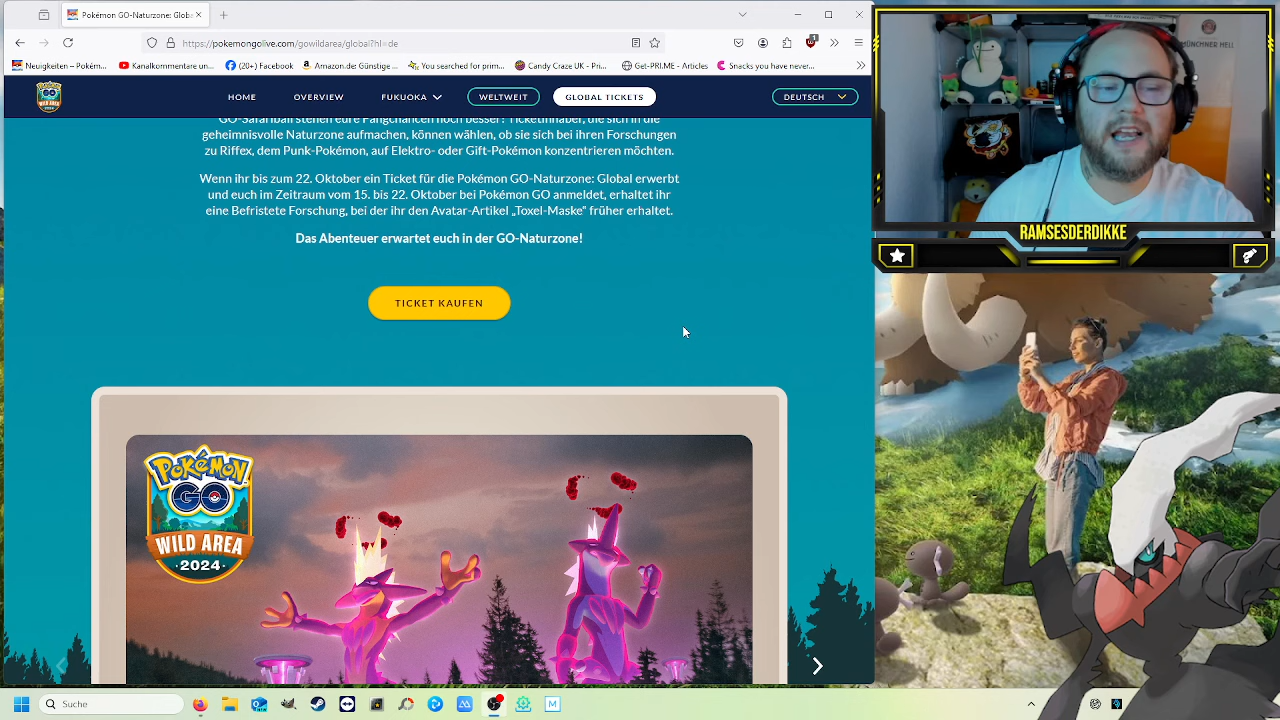 Pokémon GO-Naturzone: Globa
https://pokemongolive.com/gowildarea/global?hl=de
1
Neuigkeiten – Pokém...
Kanalkommentare un...
(20+) Facebook
Amazon.de Günstige ...
You searched for prim...
Candy Craze UK - Pri...
Get-PRI.ME - Articles
Snacks you have never...
HOME
OVERVIEW
FUKUOKA
WELTWEIT
GLOBAL TICKETS
DEUTSCH
geheimnisvolle Naturzone aufmachen, können wählen, ob sie sich bei ihren Forschungen
zu Riffex, dem Punk-Pokémon, auf Elektro- oder Gift-Pokémon konzentrieren möchten.
Wenn ihr bis zum 22. Oktober ein Ticket für die Pokémon GO-Naturzone: Global erwerbt
und euch im Zeitraum vom 15. bis 22. Oktober bei Pokémon GO anmeldet, erhaltet ihr
eine Befristete Forschung, bei der ihr den Avatar-Artikel „Toxel-Maske" früher erhaltet.
Das Abenteuer erwartet euch in der GO-Naturzone!
TICKET KAUFEN
POKéMON
GO
WILD AREA
2024
RAMSESDERDIKKE
MÜNCHNER HELL
Suche